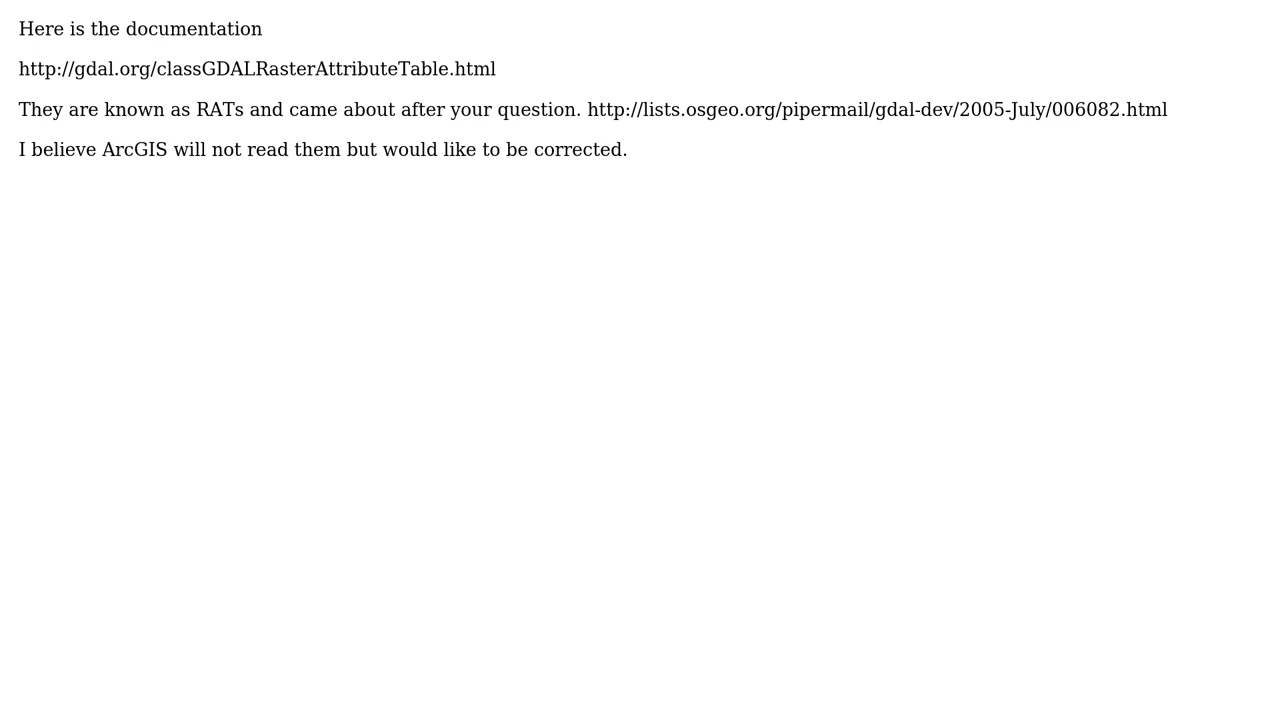 Here is the documentation
http://gdal.org/classGDALRasterAttributeTable.html
They are known as RATs and came about after your question. http://lists.osgeo.org/pipermail/gdal-dev/2005-July/006082.html
I believe ArcGIS will not read them but would like to be corrected.